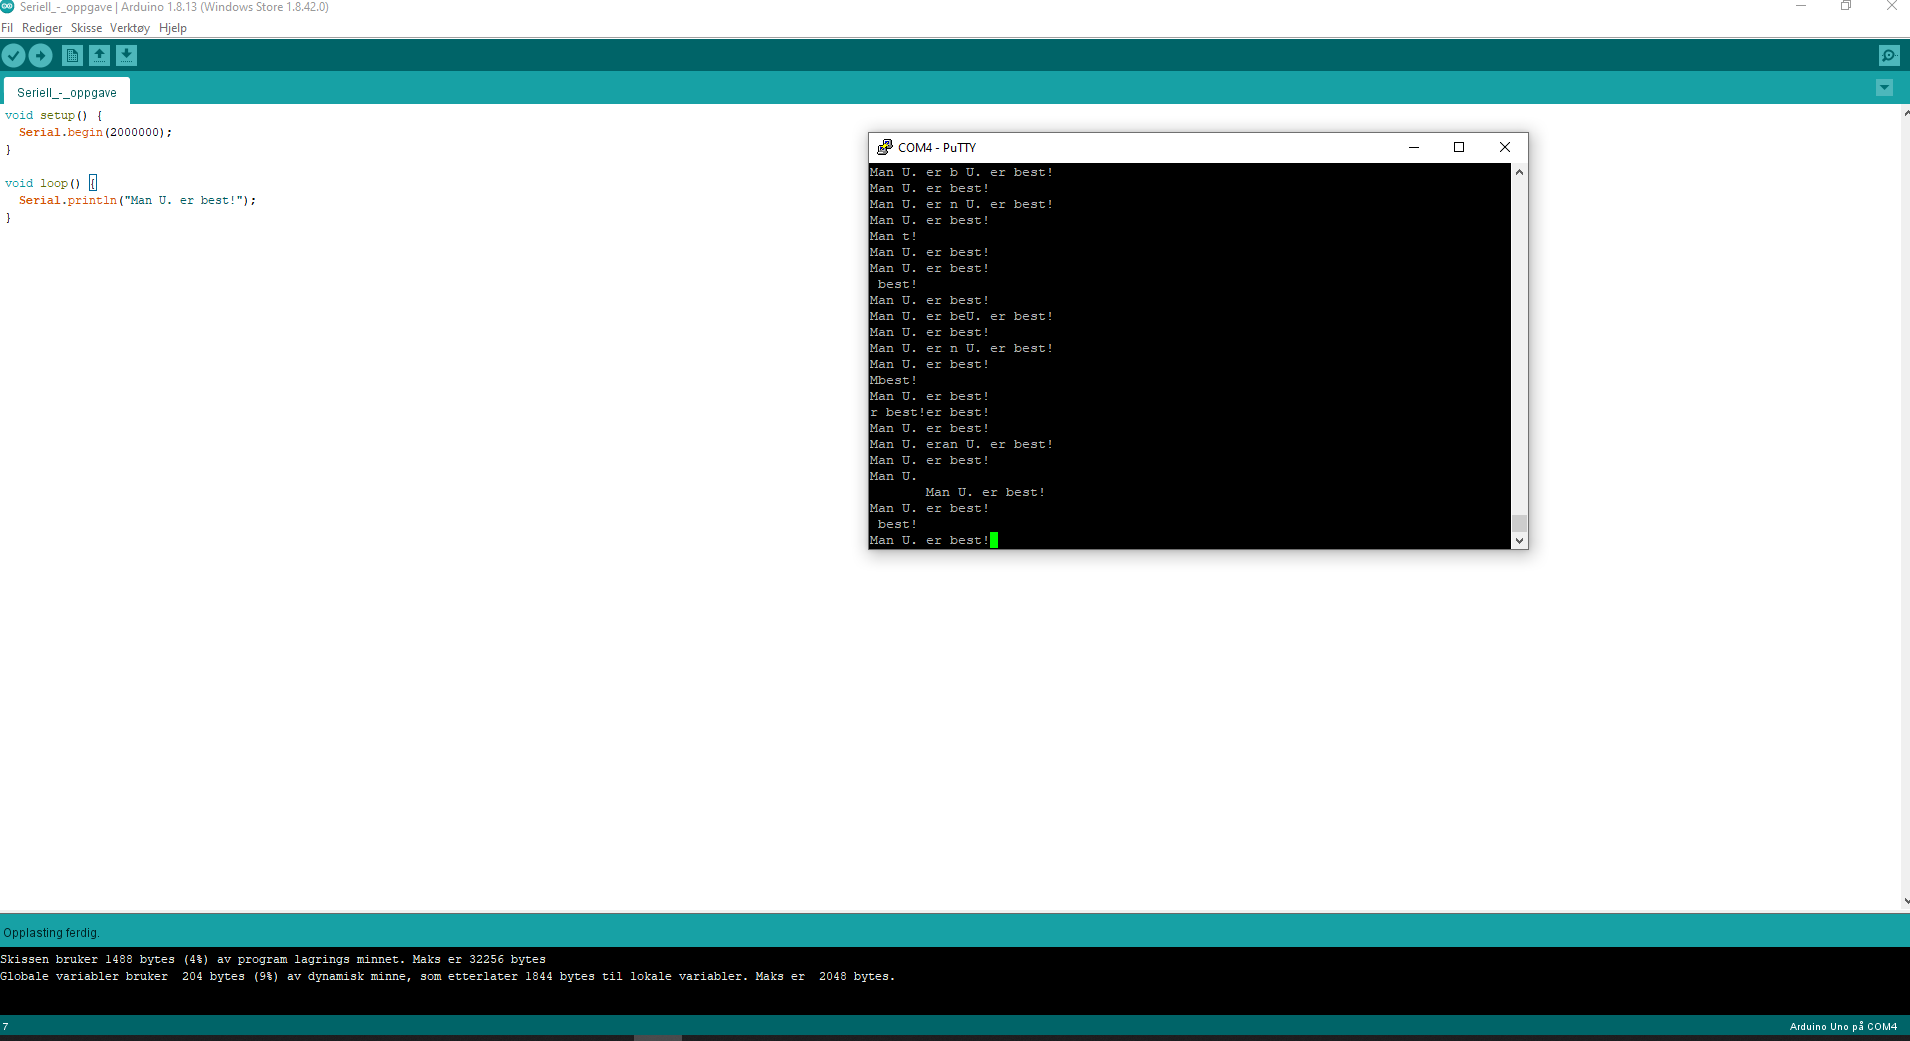 Seriell_-_oppgave | Arduino 1.8.13 (Windows Store 1.8.42.0)
Fil Rediger Skisse Verktøy Hjelp
Seriell_-_oppgave
void setup() {
  Serial.begin(2000000);
}
void loop() {
  Serial.println("Man U. er best!");
}
COM4 - PuTTY
Man U. er b U. er best!
Man U. er best!
Man U. er n U. er best!
Man U. er best!
Man t!
Man U. er best!
Man U. er best!
 best!
Man U. er best!
Man U. er beU. er best!
Man U. er best!
Man U. er n U. er best!
Man U. er best!
Mbest!
Man U. er best!
r best!er best!
Man U. er best!
Man U. eran U. er best!
Man U. er best!
Man U.
       Man U. er best!
Man U. er best!
 best!
Man U. er best!
Opplasting ferdig.
Skissen bruker 1488 bytes (4%) av program lagrings minnet. Maks er 32256 bytes
Globale variabler bruker  204 bytes (9%) av dynamisk minne, som etterlater 1844 bytes til lokale variabler. Maks er  2048 bytes.
7
Arduino Uno på COM4